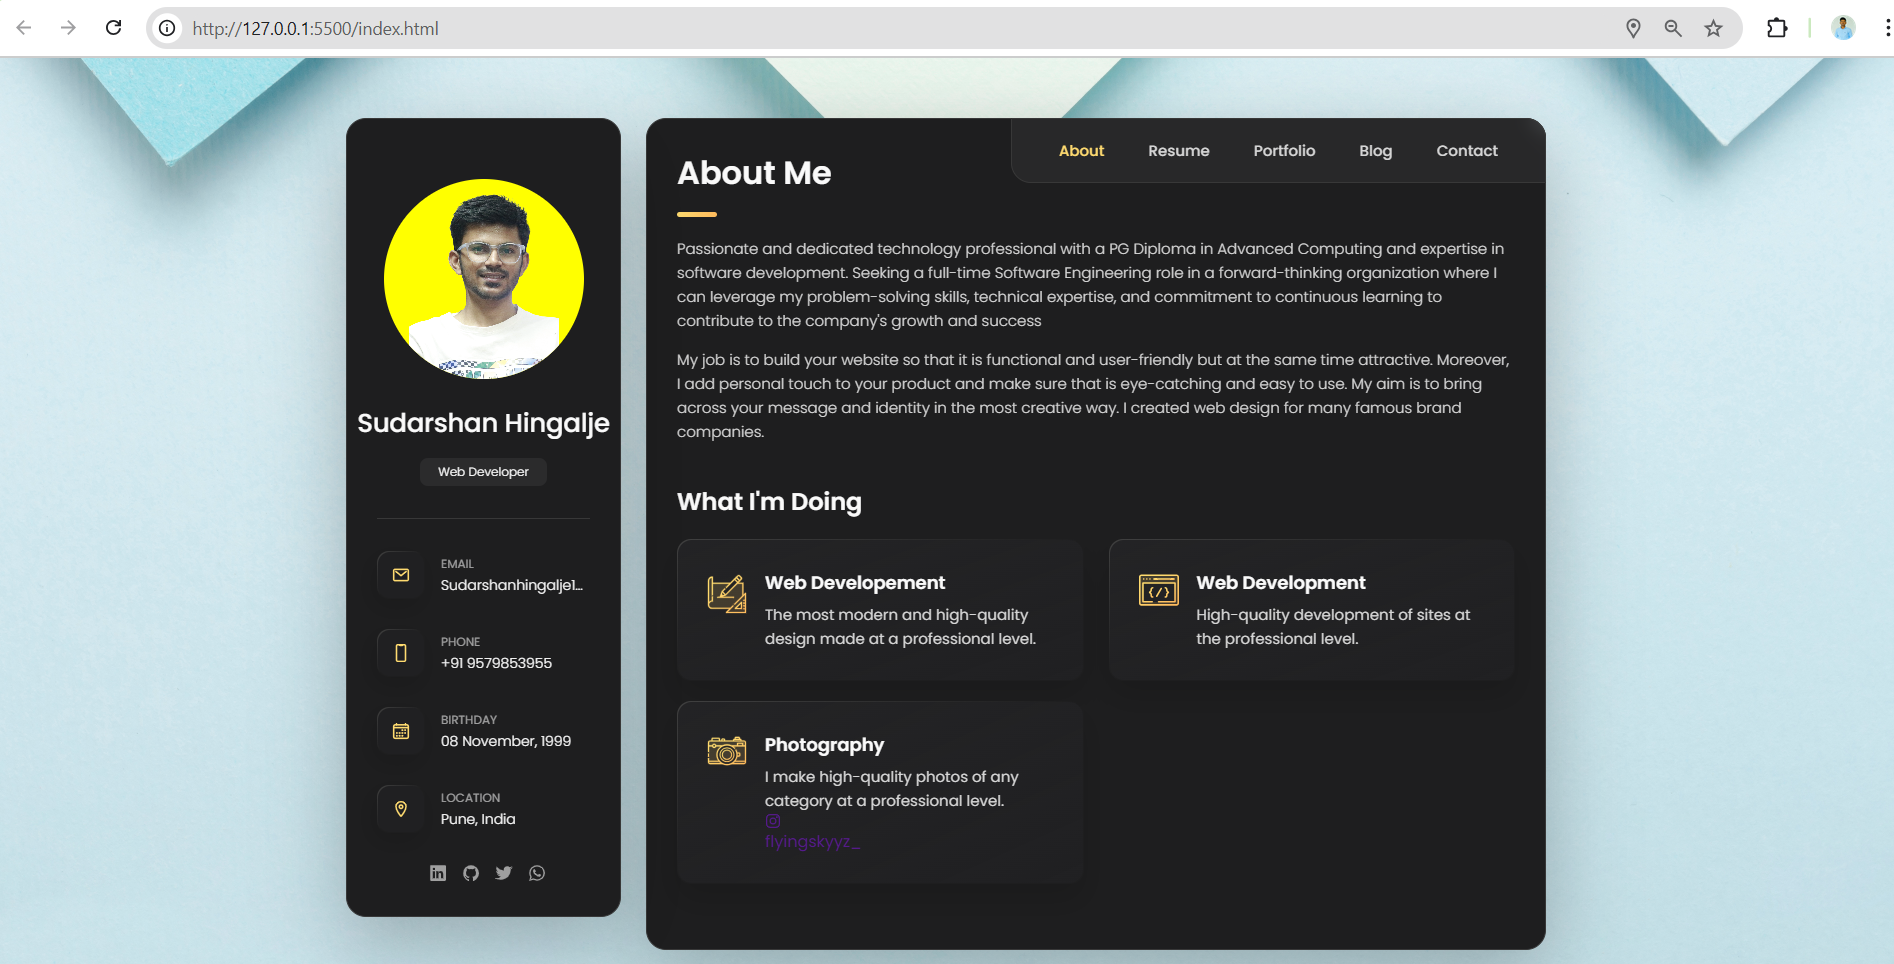 http://127.0.0.1:5500/index.html
Sudarshan Hingalje
Web Developer
EMAIL
Sudarshanhingalje1...
PHONE
+91 9579853955
BIRTHDAY
08 November, 1999
LOCATION
Pune, India
About Resume Portfolio Blog Contact
About Me
Passionate and dedicated technology professional with a PG Diploma in Advanced Computing and expertise in
software development. Seeking a full-time Software Engineering role in a forward-thinking organization where I
can leverage my problem-solving skills, technical expertise, and commitment to continuous learning to
contribute to the company's growth and success
My job is to build your website so that it is functional and user-friendly but at the same time attractive. Moreover,
I add personal touch to your product and make sure that is eye-catching and easy to use. My aim is to bring
across your message and identity in the most creative way. I created web design for many famous brand
companies.
What I'm Doing
Web Developement
The most modern and high-quality
design made at a professional level.
Web Development
High-quality development of sites at
the professional level.
Photography
I make high-quality photos of any
category at a professional level.
flyingskyyz_